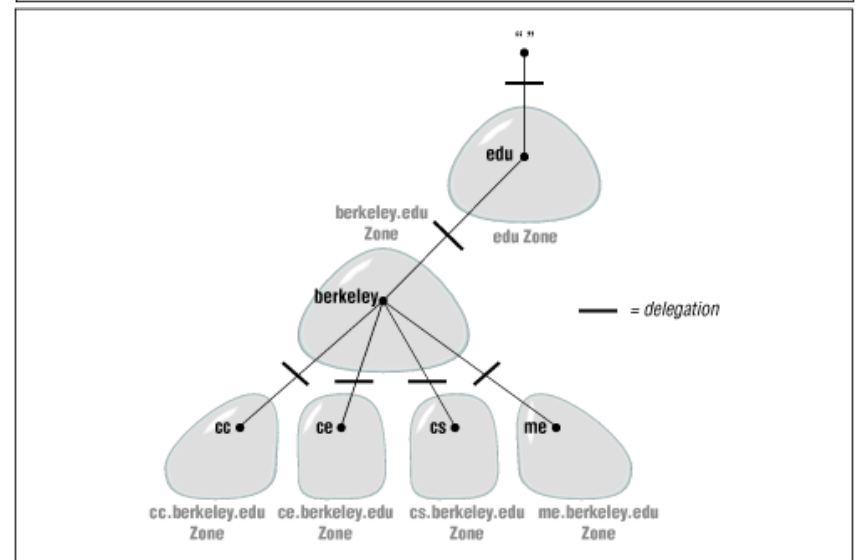 “ ”
edu
berkeley.edu
Zone
edu Zone
berkeley
= delegation
cc
ce
cs
me
cc.berkeley.edu
Zone
ce.berkeley.edu
Zone
cs.berkeley.edu
Zone
me.berkeley.edu
Zone